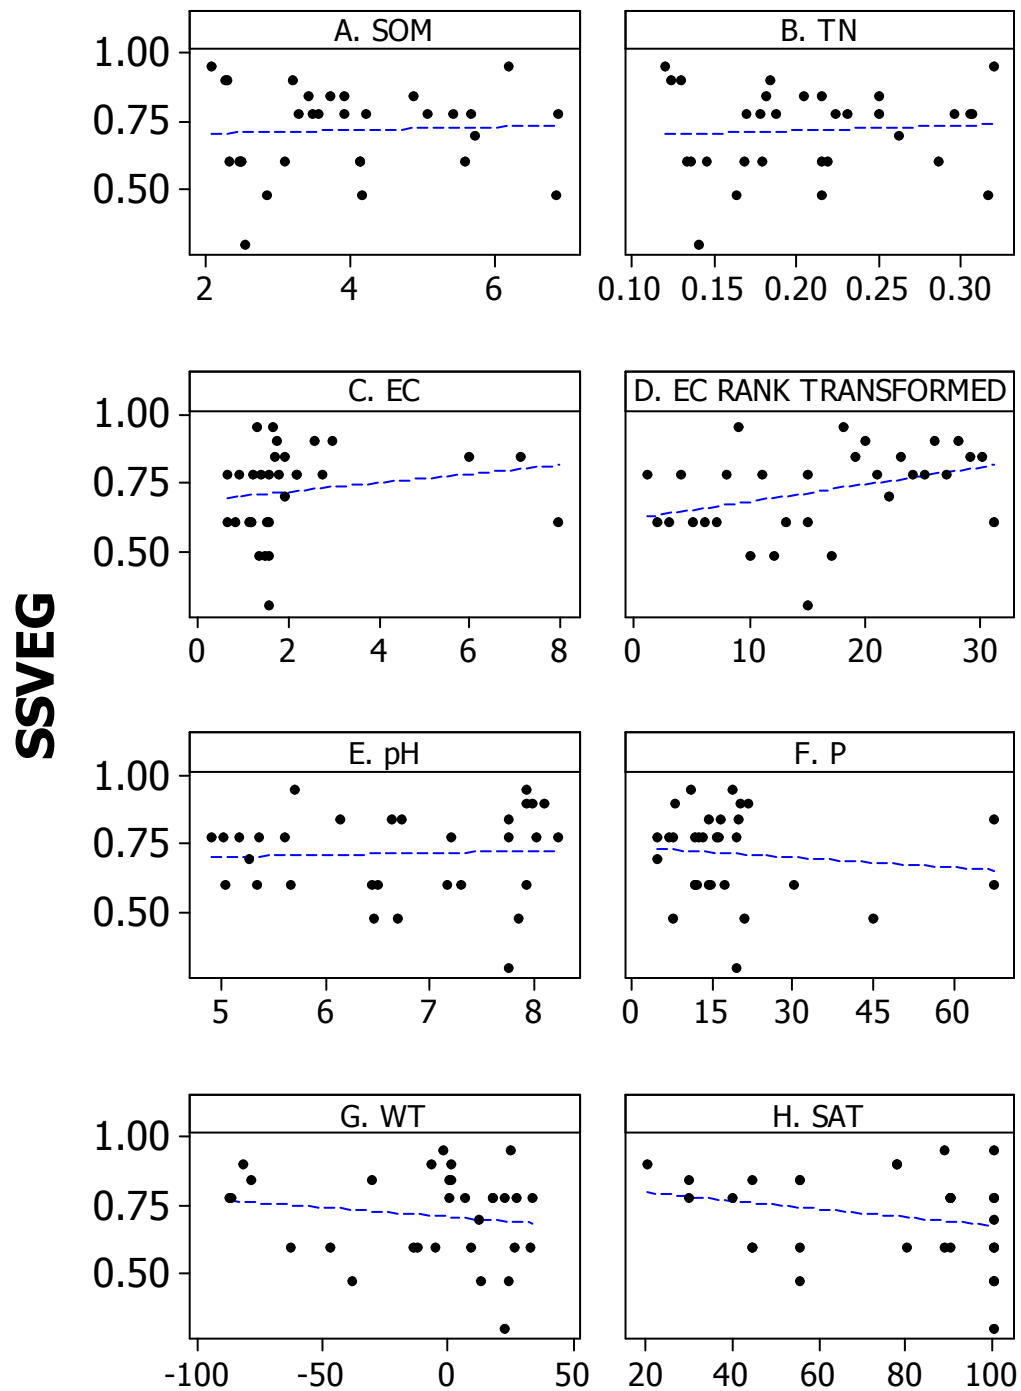 SSVEG
A. SOM
B. TN
1.00
0.75
0.50
2 4 6
0.10 0.15 0.20 0.25 0.30
C. EC
D. EC RANK TRANSFORMED
1.00
0.75
0.50
0 2 4 6 8
0 10 20 30
E. pH
F. P
1.00
0.75
0.50
5 6 7 8
0 15 30 45 60
G. WT
H. SAT
1.00
0.75
0.50
-100 -50 0 50
20 40 60 80 100